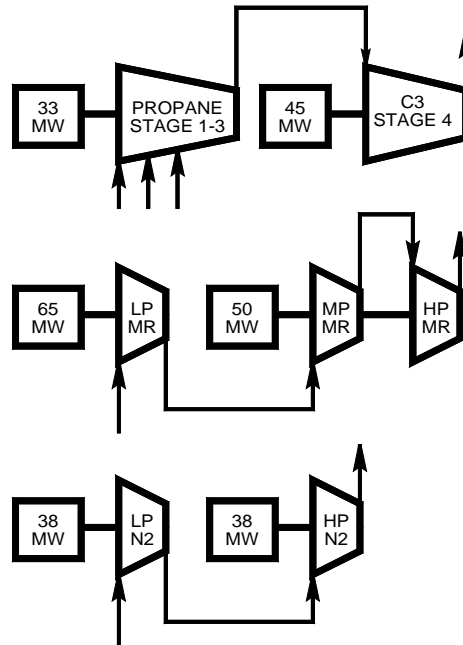 33
MW
PROPANE
STAGE 1-3
45
MW
C3
STAGE 4
65
MW
LP
MR
50
MW
MP
MR
HP
MR
38
MW
LP
N2
38
MW
HP
N2